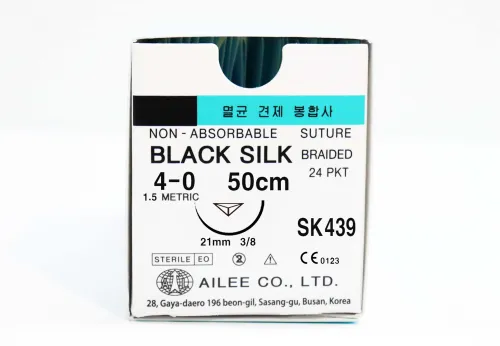 멸균 견제 봉합사
NON - ABSORBABLE SUTURE
BLACK SILK BRAIDED
4-0 50cm 24 PKT
1.5 METRIC
SK439
21mm 3/8
STERILE EO 2 CE 0123
AILEE CO., LTD.
28, Gaya-daero 196 beon-gil, Sasang-gu, Busan, Korea